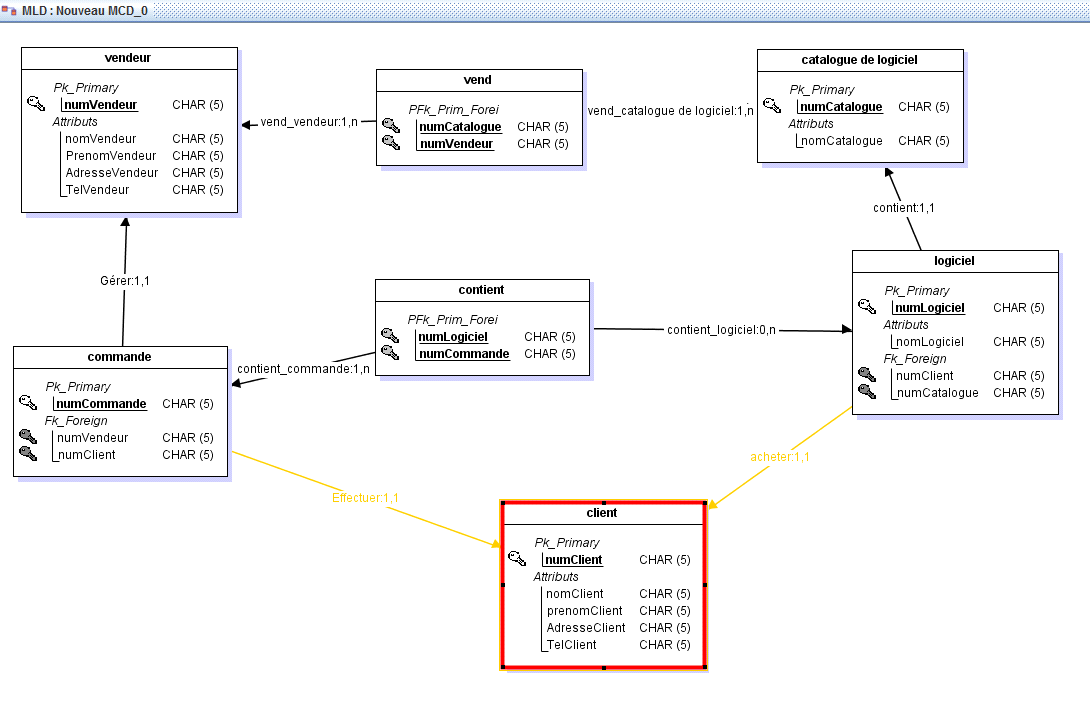 MLD : Nouveau MCD_0
vendeur
Pk_Primary
numVendeur CHAR (5)
Attributs
nomVendeur CHAR (5)
PrenomVendeur CHAR (5)
AdresseVendeur CHAR (5)
TelVendeur CHAR (5)
vend_vendeur:1,n
vend
PFk_Prim_Forei
numCatalogue CHAR (5)
numVendeur CHAR (5)
vend_catalogue de logiciel:1,n
catalogue de logiciel
Pk_Primary
numCatalogue CHAR (5)
Attributs
nomCatalogue CHAR (5)
contient:1,1
Gérer:1,1
contient
PFk_Prim_Forei
numLogiciel CHAR (5)
numCommande CHAR (5)
contient_logiciel:0,n
logiciel
Pk_Primary
numLogiciel CHAR (5)
Attributs
nomLogiciel CHAR (5)
Fk_Foreign
numClient CHAR (5)
numCatalogue CHAR (5)
contient_commande:1,n
commande
Pk_Primary
numCommande CHAR (5)
Fk_Foreign
numVendeur CHAR (5)
numClient CHAR (5)
Effectuer:1,1
acheter:1,1
client
Pk_Primary
numClient CHAR (5)
Attributs
nomClient CHAR (5)
prenomClient CHAR (5)
AdresseClient CHAR (5)
TelClient CHAR (5)